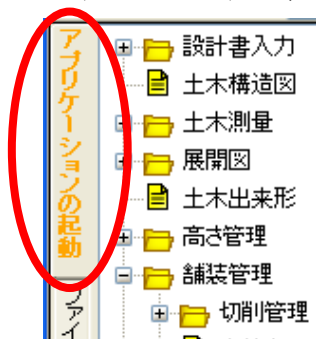 アプリケーションの起動
ファイ
設計書入力
土木構造図
土木測量
展開図
土木出来形
高さ管理
舗装管理
切削管理